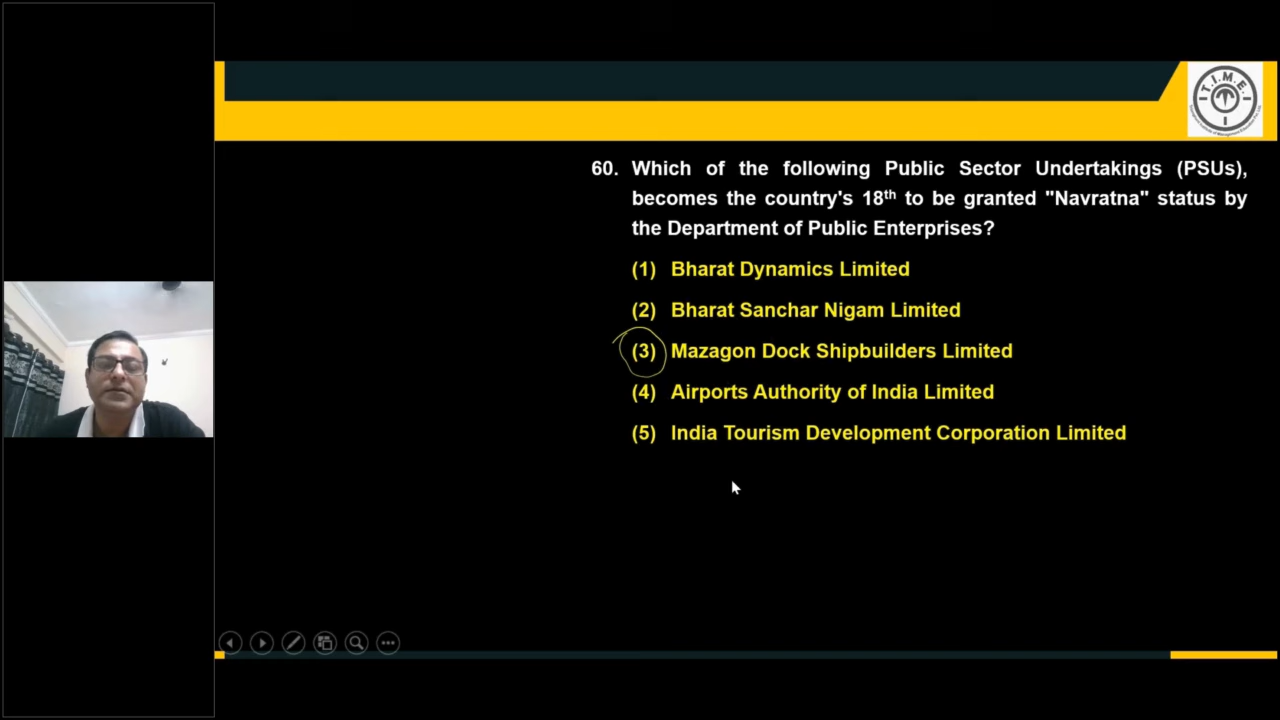 T.I.M.E.
60. Which of the following Public Sector Undertakings (PSUs),
becomes the country's 18th to be granted "Navratna" status by
the Department of Public Enterprises?
(1) Bharat Dynamics Limited
(2) Bharat Sanchar Nigam Limited
(3) Mazagon Dock Shipbuilders Limited
(4) Airports Authority of India Limited
(5) India Tourism Development Corporation Limited